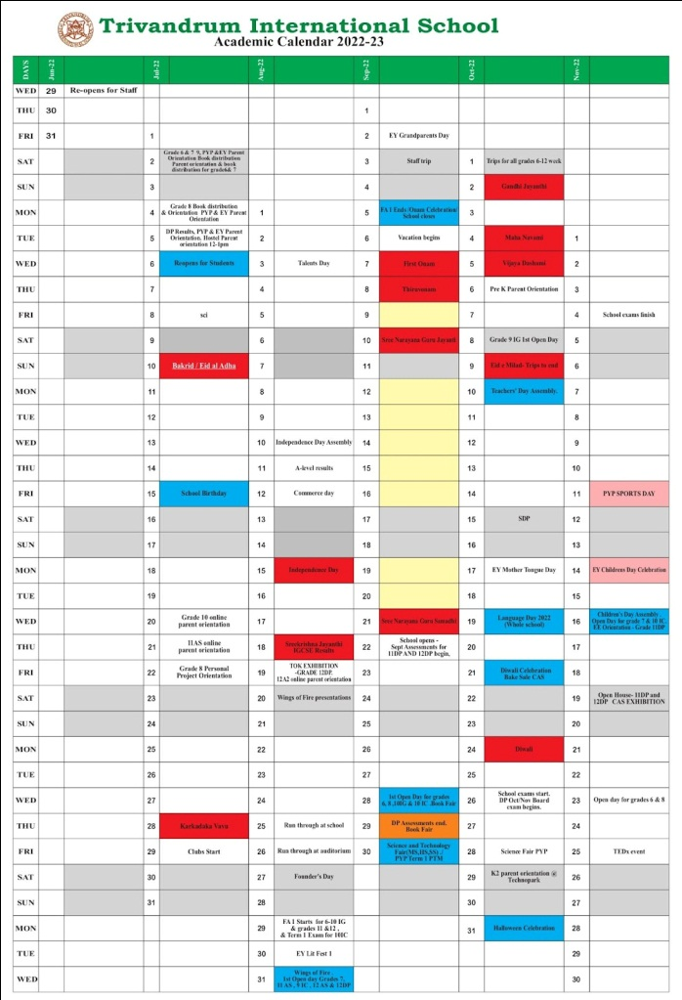 Trivandrum International School
Academic Calendar 2022-23
DAYS Jun-22 Jul-22 Aug-22 Sep-22 Oct-22 Nov-22
WED 29 Re-opens for Staff
THU 30 1
FRI 31 1 2 EY Grandparents Day
SAT 2 Grade 6 & 7 9, PYP &EY Parent
Orientation Book distribution
Parent orientation & book
distribution for grade6& 7
3 Staff trip 1 Trips for all grades 6-12 week
SUN 3 4 2 Gandhi Jayanthi
MON 4 Grade 8 Book distribution
& Orientation PYP & EY Parent
Orientation
1 5 FA 1 Ends /Onam Celebration
School closes
3
TUE 5 DP Results, PYP & EY Parent
Orientation, Hostel Parent
orientation 12-1pm
2 6 Vacation begins 4 Maha Navami 1
WED 6 Reopens for Students 3 Talents Day 7 First Onam 5 Vijaya Deshami 2
THU 7 4 8 Thiruvonam 6 Pre K Parent Orientation 3
FRI 8 sci 5 9 7 4 School exams finish
SAT 9 6 10 Sree Narayana Guru Jayanti 8 Grade 9 IG 1st Open Day 5
SUN 10 Bakrid / Eid al Adha 7 11 9 Eid e Milad- Trips to end 6
MON 11 8 12 10 Teachers' Day Assembly. 7
TUE 12 9 13 11 8
WED 13 10 Independence Day Assembly 14 12 9
THU 14 11 A-level results 15 13 10
FRI 15 School Birthday 12 Commerce day 16 14 11 PYP SPORTS DAY
SAT 16 13 17 15 SDP 12
SUN 17 14 18 16 13
MON 18 15 Independence Day 19 17 EY Mother Tongue Day 14 EY Childrens Day Celebration
TUE 19 16 20 18 15
WED 20 Grade 10 online
parent orientation
17 21 Sree Narayana Guru Samadhi 19 Language Day 2022
(Whole school)
16 Children's Day Assembly .
Open Day for grade 7 & 10 IC.
EE Orientation - Grade 11DP
THU 21 11AS online
parent orientation
18 Sreekrishna Jayanthi
IGCSE Results
22 School opens -
Sept Assessments for
11DP AND 12DP begin,
20 17
FRI 22 Grade 8 Personal
Project Orientation
19 TOK EXHIBITION
-GRADE 12DP.
12A2 online parent orientation
23 21 Diwali Celebration
Bake Sale CAS
18
SAT 23 20 Wings of Fire presentations 24 22 19 Open House- 11DP and
12DP CAS EXHIBITION
SUN 24 21 25 23 20
MON 25 22 26 24 Diwali 21
TUE 26 23 27 25 22
WED 27 24 28 1st Open Day for grades
6, 8 ,10IG & 10 IC .Book Fair
26 School exams start.
DP Oct/Nov Board
exam begins.
23 Open day for grades 6 & 8
THU 28 Karkadaka Vavu 25 Run through at school 29 DP Assessments end.
Book Fair
27 24
FRI 29 Clubs Start 26 Run through at auditorium 30 Science and Technology
Fair(MS,HS,SS) /
PYP Term 1 PTM
28 Science Fair PYP 25 TEDx event
SAT 30 27 Founder's Day 29 K2 parent orientation @
Technopark
26
SUN 31 28 30 27
MON 29 FA 1 Starts for 6-10 IG
& grades 11 &12 ,
& Term 1 Exam for 10IC
31 Halloween Celebration 28
TUE 30 EY Lit Fest 1 29
WED 31 Wings of Fire
1st Open day Grades 7,
11 AS , 9 IC , 12 AS & 12DP
30